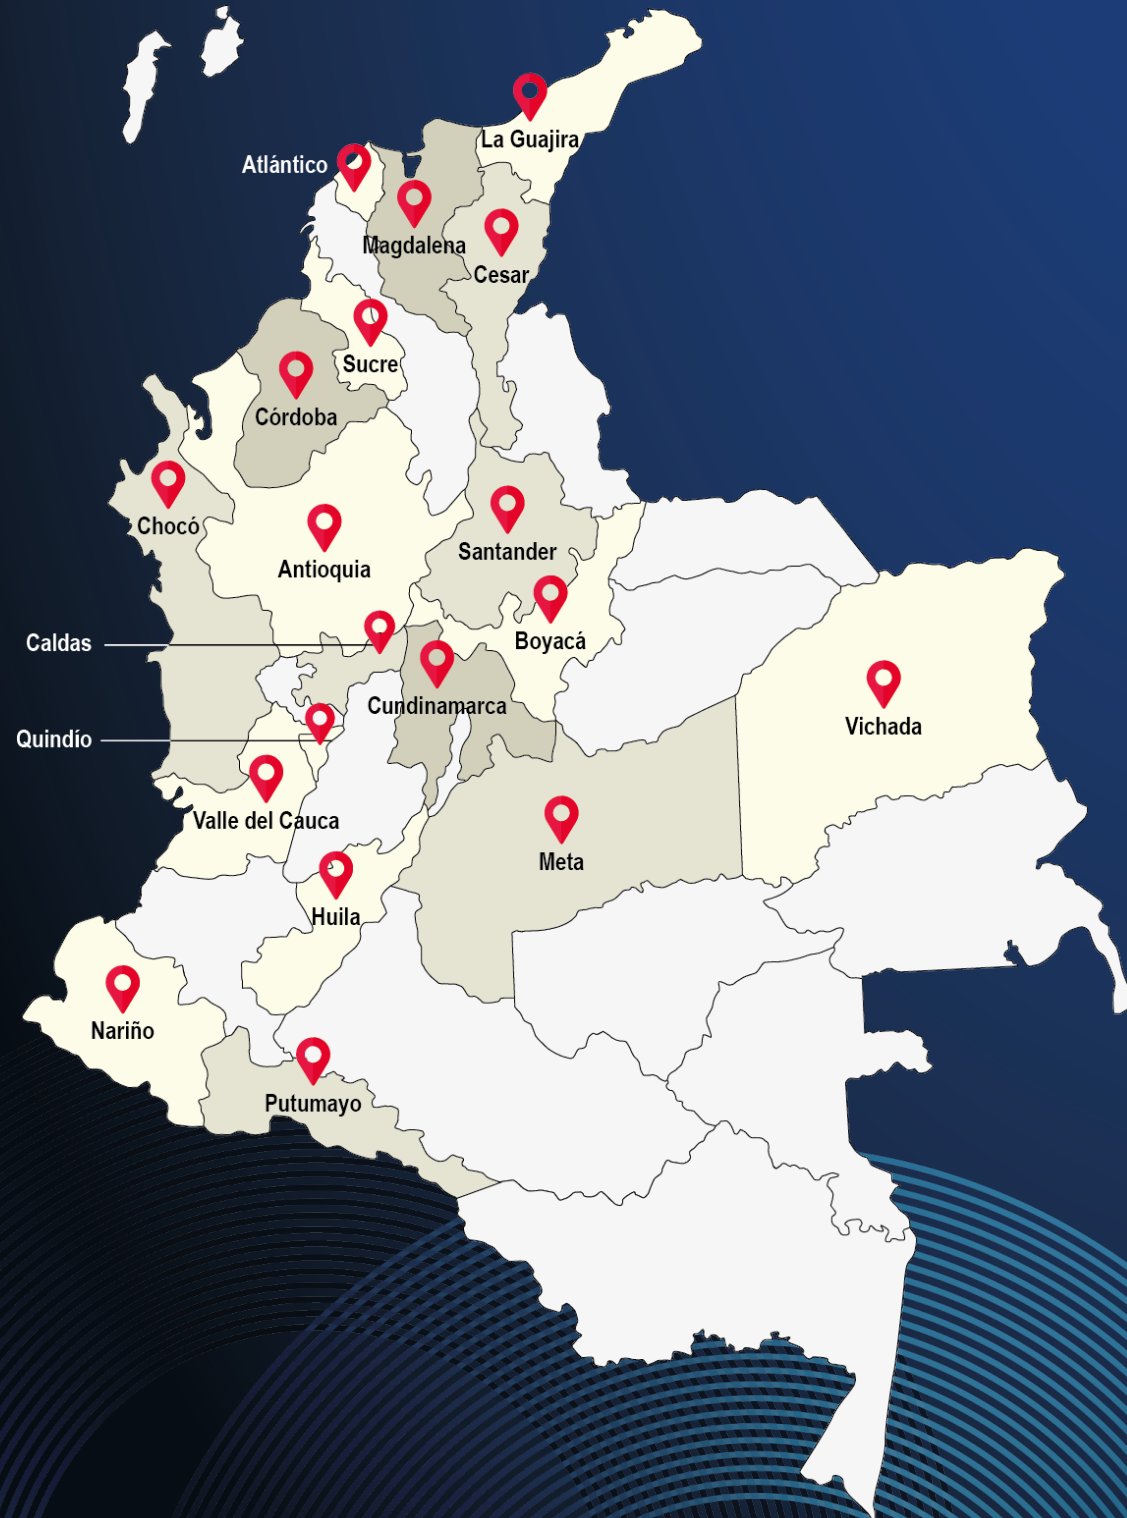 La Guajira
Atlántico
Magdalena
Cesar
Sucre
Córdoba
Chocó
Santander
Antioquia
Boyacá
Caldas
Cundinamarca
Vichada
Quindío
Valle del Cauca
Meta
Huila
Nariño
Putumayo